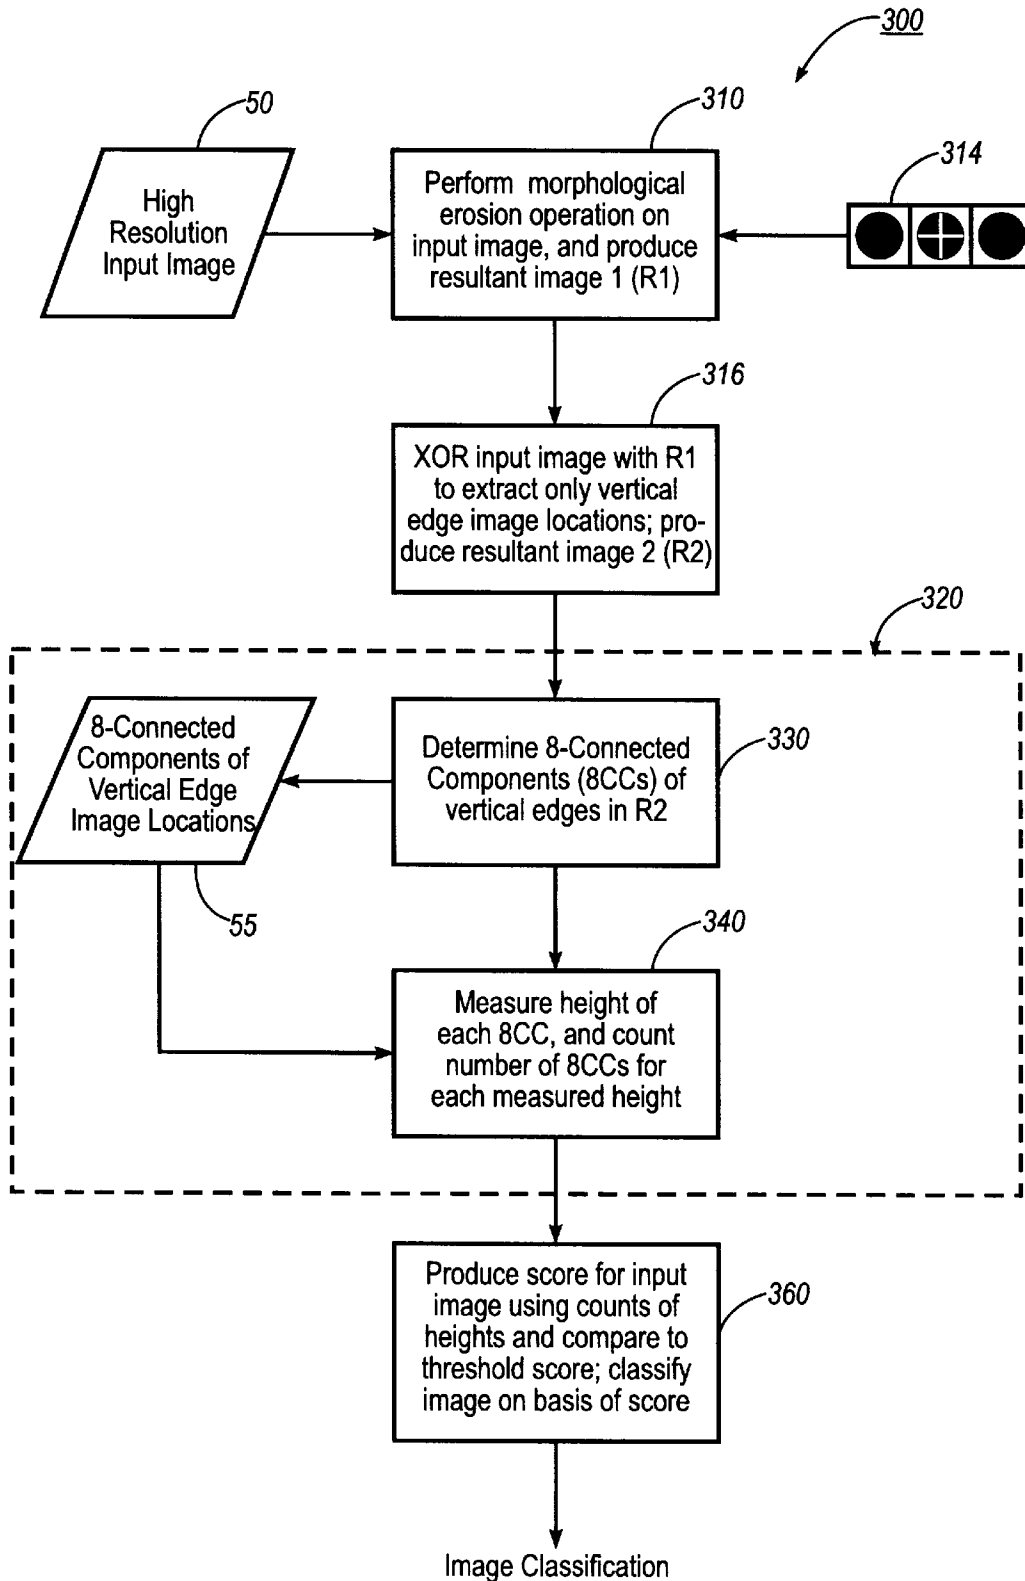 300
50
310
314
High
Resolution
Input Image
Perform morphological
erosion operation on
input image, and produce
resultant image 1 (R1)
316
XOR input image with R1
to extract only vertical
edge image locations; pro-
duce resultant image 2 (R2)
320
8-Connected
Components of
Vertical Edge
Image Locations
55
Determine 8-Connected
Components (8CCs) of
vertical edges in R2
330
340
Measure height of
each 8CC, and count
number of 8CCs for
each measured height
Produce score for input
image using counts of
heights and compare to
threshold score; classify
image on basis of score
360
Image Classification